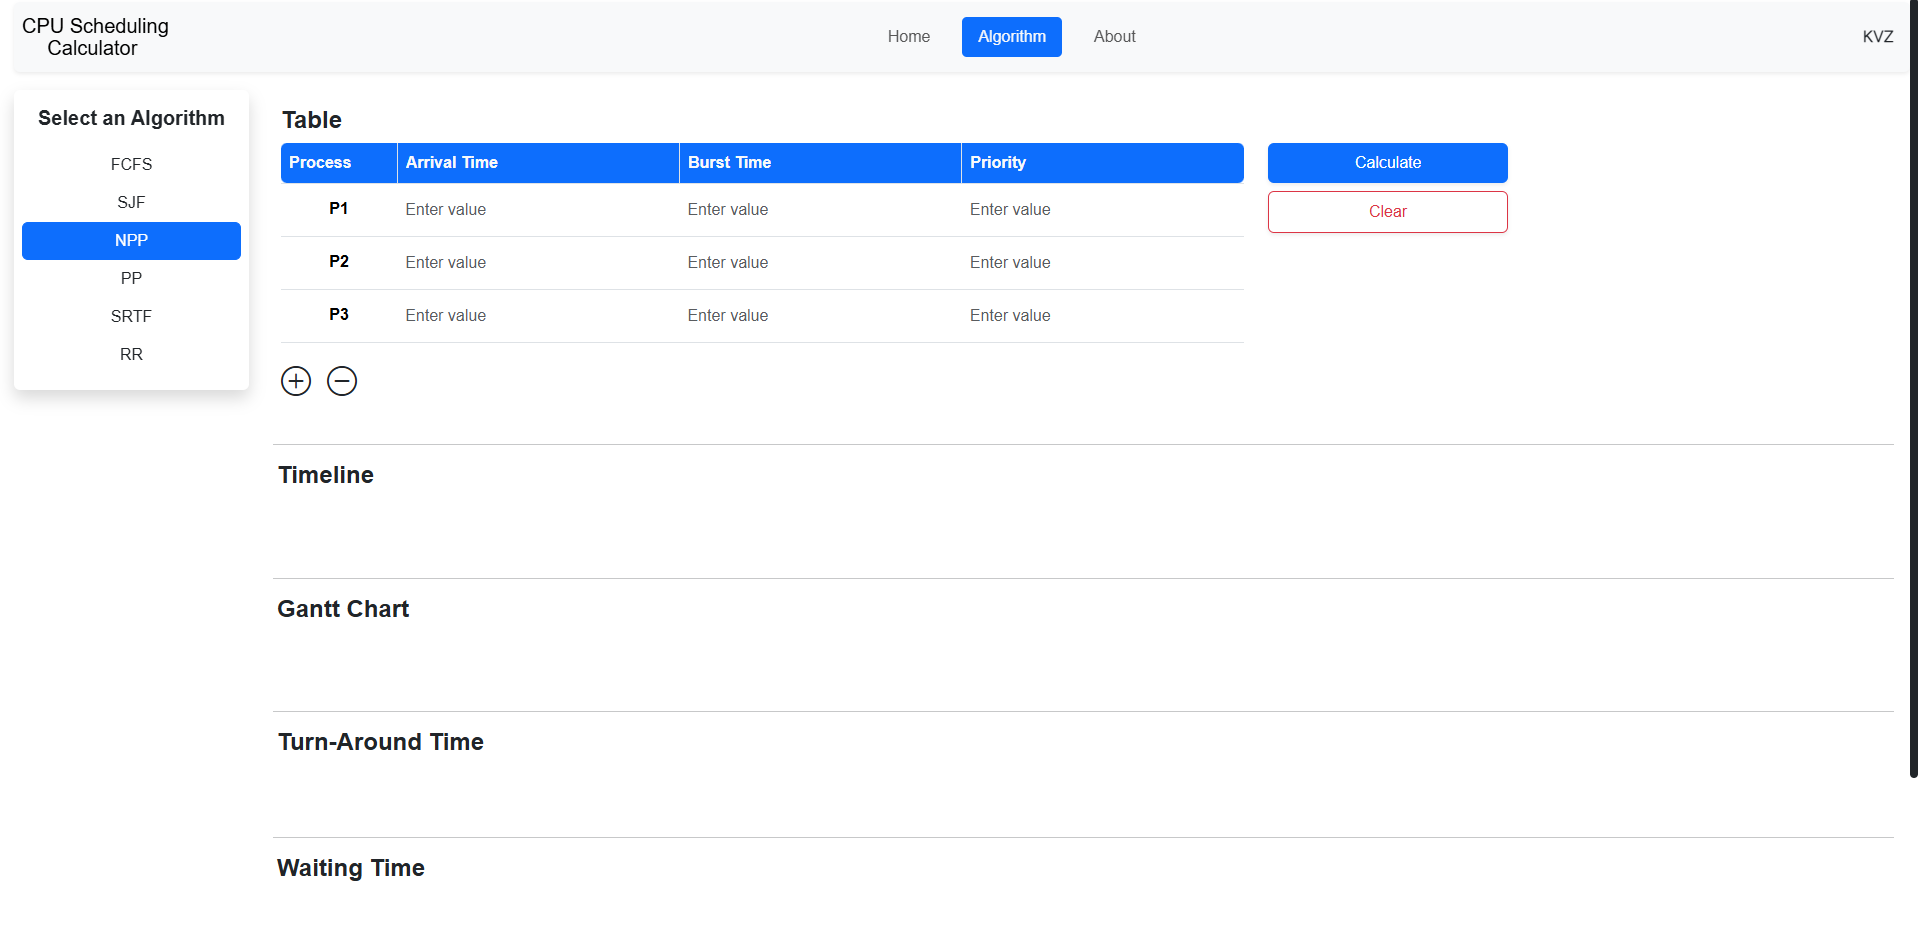 CPU Scheduling
Calculator
Home
Algorithm
About
KVZ
Select an Algorithm
FCFS
SJF
NPP
PP
SRTF
RR
Table
Process Arrival Time Burst Time Priority
P1 Enter value Enter value Enter value
P2 Enter value Enter value Enter value
P3 Enter value Enter value Enter value
Calculate
Clear
Timeline
Gantt Chart
Turn-Around Time
Waiting Time